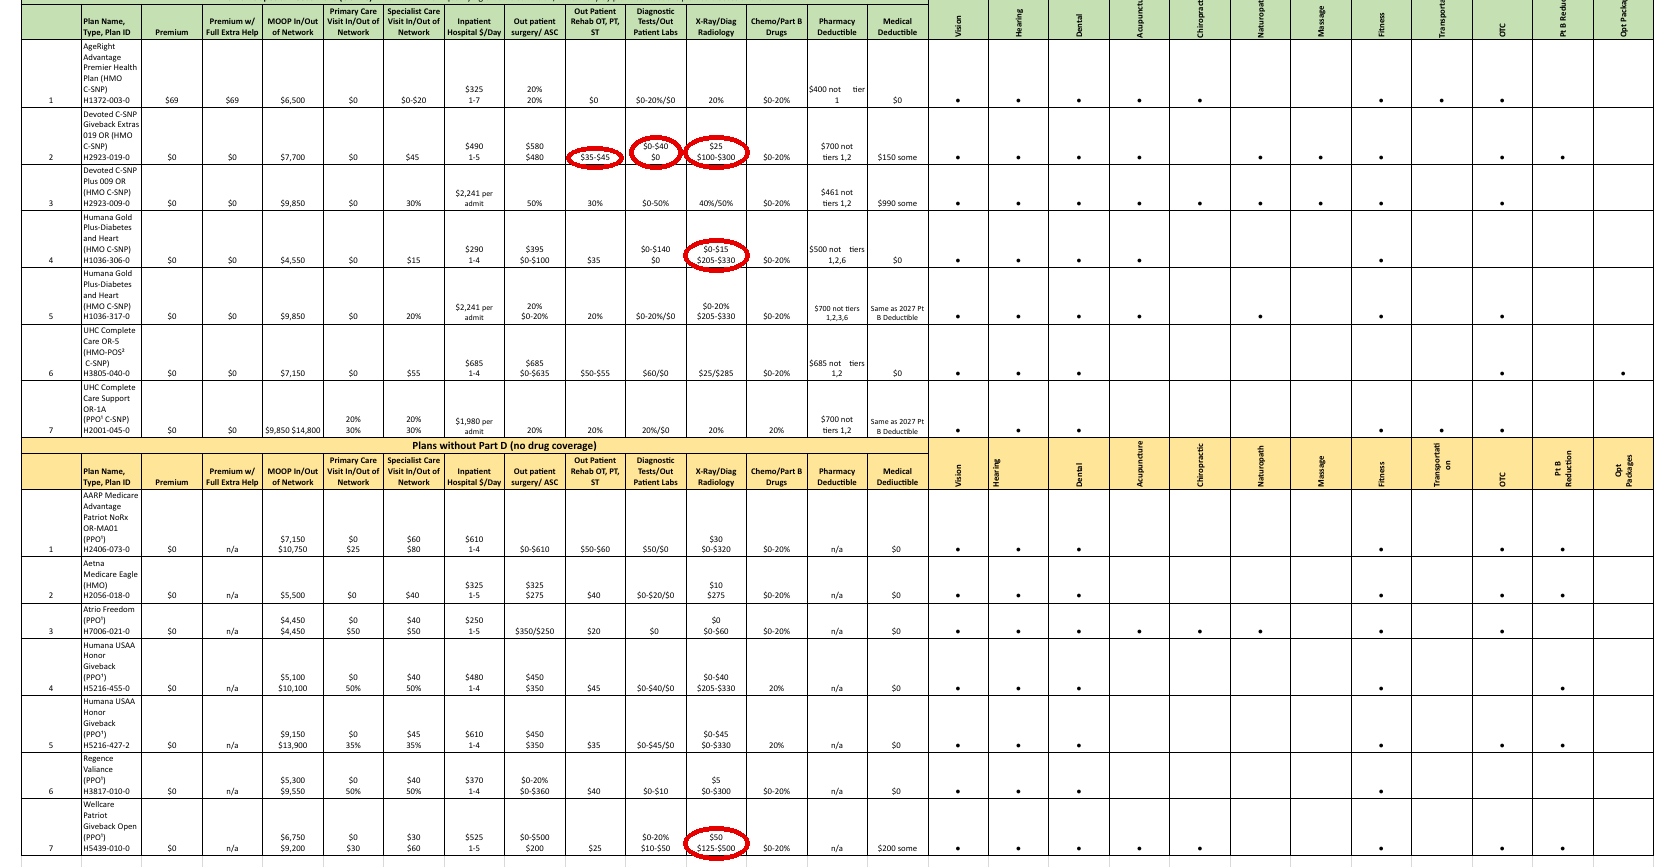 Plan Name, Type, Plan ID | Premium | Premium w/ Full Extra Help | MOOP In/Out of Network | Primary Care Visit In/Out of Network | Specialist Care Visit In/Out of Network | Inpatient Hospital $/Day | Out patient surgery/ ASC | Out Patient Rehab OT, PT, ST | Diagnostic Tests/Out Patient Labs | X-Ray/Diag Radiology | Chemo/Part B Drugs | Pharmacy Deductible | Medical Deductible | Vision | Hearing | Dental | Acupuncture | Chiropractic | Naturopath | Massage | Fitness | OTC
1 | AgeRight Advantage Premier Health Plan (HMO C-SNP) H1372-003-0 | $69 | $69 | $6,500 | $0 | $0-$20 | $325 1-7 | 20% 20% | $0 | $0-20%/$0 | 20% | $0-20% | $400 not tier 1 | $0 | • | • | • | • | • | • | • | •
2 | Devoted C-SNP Giveback Extras 019 OR (HMO C-SNP) H2923-019-0 | $0 | $0 | $7,700 | $0 | $45 | $490 1-5 | $580 $480 | $35-$45 | $0-$40 $0 | $25 $100-$300 | $0-20% | $700 not tiers 1,2 | $150 some | • | • | • | • | • | • | • | • | •
3 | Devoted C-SNP Plus 009 OR (HMO C-SNP) H2923-009-0 | $0 | $0 | $9,850 | $0 | 30% | $2,241 per admit | 50% | 30% | $0-50% | 40%/50% | $0-20% | $461 not tiers 1,2 | $990 some | • | • | • | • | • | • | • | • | •
4 | Humana Gold Plus-Diabetes and Heart (HMO C-SNP) H1036-306-0 | $0 | $0 | $4,550 | $0 | $15 | $290 1-4 | $395 $0-$100 | $35 | $0-$140 $0 | $0-$15 $205-$330 | $0-20% | $500 not tiers 1,2,6 | $0 | • | • | • | • | •
5 | Humana Gold Plus-Diabetes and Heart (HMO C-SNP) H1036-317-0 | $0 | $0 | $9,850 | $0 | 20% | $2,241 per admit | 20% $0-20% | 20% | $0-20%/$0 | $0-20% $205-$330 | $0-20% | $700 not tiers 1,2,3,6 | Same as 2027 Pt B Deductible | • | • | • | • | • | • | •
6 | UHC Complete Care OR-5 (HMO-POS² C-SNP) H3805-040-0 | $0 | $0 | $7,150 | $0 | $55 | $685 1-4 | $685 $0-$635 | $50-$55 | $60/$0 | $25/$285 | $0-20% | $685 not tiers 1,2 | $0 | • | • | • | • | •
7 | UHC Complete Care Support OR-1A (PPO¹ C-SNP) H2001-045-0 | $0 | $0 | $9,850 $14,800 | 20% 30% | 20% 30% | $1,980 per admit | 20% | 20% | 20%/$0 | 20% | 20% | $700 not tiers 1,2 | Same as 2027 Pt B Deductible | • | • | • | • | • | •
Plans without Part D (no drug coverage)
Plan Name, Type, Plan ID | Premium | Premium w/ Full Extra Help | MOOP In/Out of Network | Primary Care Visit In/Out of Network | Specialist Care Visit In/Out of Network | Inpatient Hospital $/Day | Out patient surgery/ ASC | Out Patient Rehab OT, PT, ST | Diagnostic Tests/Out Patient Labs | X-Ray/Diag Radiology | Chemo/Part B Drugs | Pharmacy Deductible | Medical Deductible | Vision | Hearing | Dental | Acupuncture | Chiropractic | Naturopath | Massage | Fitness | Transportation | OTC | Pt B Reduction | Opt Packages
1 | AARP Medicare Advantage Patriot NoRx OR-MA01 (PPO¹) H2406-073-0 | $0 | n/a | $7,150 $10,750 | $0 $25 | $60 $80 | $610 1-4 | $0-$610 | $50-$60 | $50/$0 | $30 $0-$320 | $0-20% | n/a | $0 | • | • | • | • | • | •
2 | Aetna Medicare Eagle (HMO) H2056-018-0 | $0 | n/a | $5,500 | $0 | $40 | $325 1-5 | $325 $275 | $40 | $0-$20/$0 | $10 $275 | $0-20% | n/a | $0 | • | • | • | • | • | •
3 | Atrio Freedom (PPO¹) H7006-021-0 | $0 | n/a | $4,450 $4,450 | $0 $50 | $40 $50 | $250 1-5 | $350/$250 | $20 | $0 | $0 $0-$60 | $0-20% | n/a | $0 | • | • | • | • | • | • | • | •
4 | Humana USAA Honor Giveback (PPO¹) H5216-455-0 | $0 | n/a | $5,100 $10,100 | $0 50% | $40 50% | $480 1-4 | $450 $350 | $45 | $0-$40/$0 | $0-$40 $205-$330 | 20% | n/a | $0 | • | • | • | • | •
5 | Humana USAA Honor Giveback (PPO¹) H5216-427-2 | $0 | n/a | $9,150 $13,900 | $0 35% | $45 35% | $610 1-4 | $450 $350 | $35 | $0-$45/$0 | $0-$45 $0-$330 | 20% | n/a | $0 | • | • | • | • | • | •
6 | Regence Valiance (PPO¹) H3817-010-0 | $0 | n/a | $5,300 $9,550 | $0 50% | $40 50% | $370 1-4 | $0-20% $0-$360 | $40 | $0-$10 | $5 $0-$300 | $0-20% | n/a | $0 | • | • | • | •
7 | Wellcare Patriot Giveback Open (PPO¹) H5439-010-0 | $0 | n/a | $6,750 $9,200 | $0 $30 | $30 $60 | $525 1-5 | $0-$500 $200 | $25 | $0-20% $10-$50 | $50 $125-$500 | $0-20% | n/a | $200 some | • | • | • | • | • | • | •